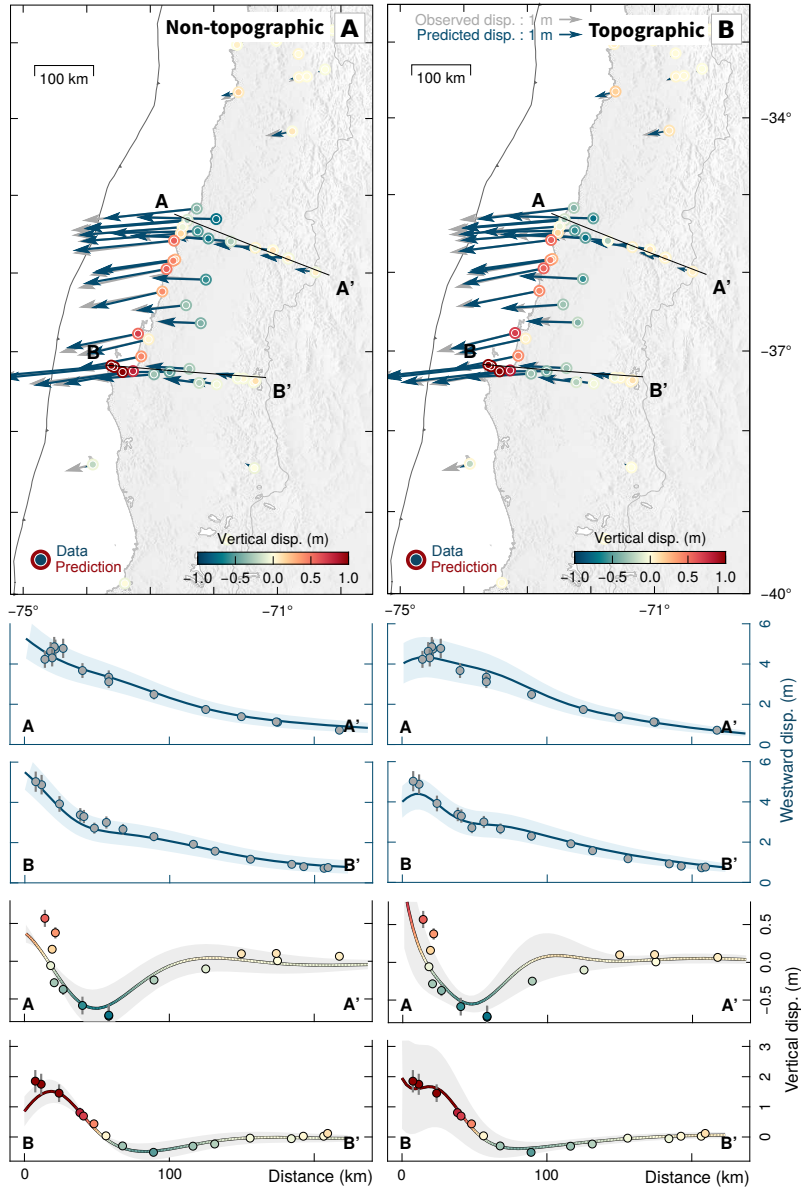 Non-topographic A
100 km
A
A'
B
B'
Data
Prediction
Vertical disp. (m)
−1.0 −0.5 0.0 0.5 1.0
−75° −71°
Observed disp. : 1 m
Predicted disp. : 1 m
Topographic B
100 km
A
A'
B
B'
Data
Prediction
Vertical disp. (m)
−1.0 −0.5 0.0 0.5 1.0
−75° −71°
−34°
−37°
−40°
A A'
A A'
6
4
2
0
B B'
B B'
6
4
2
0
Westward disp. (m)
A A'
A A'
0.5
0.0
−0.5
B B'
B B'
3
2
1
0
Vertical disp. (m)
0 100 Distance (km)
0 100 Distance (km)